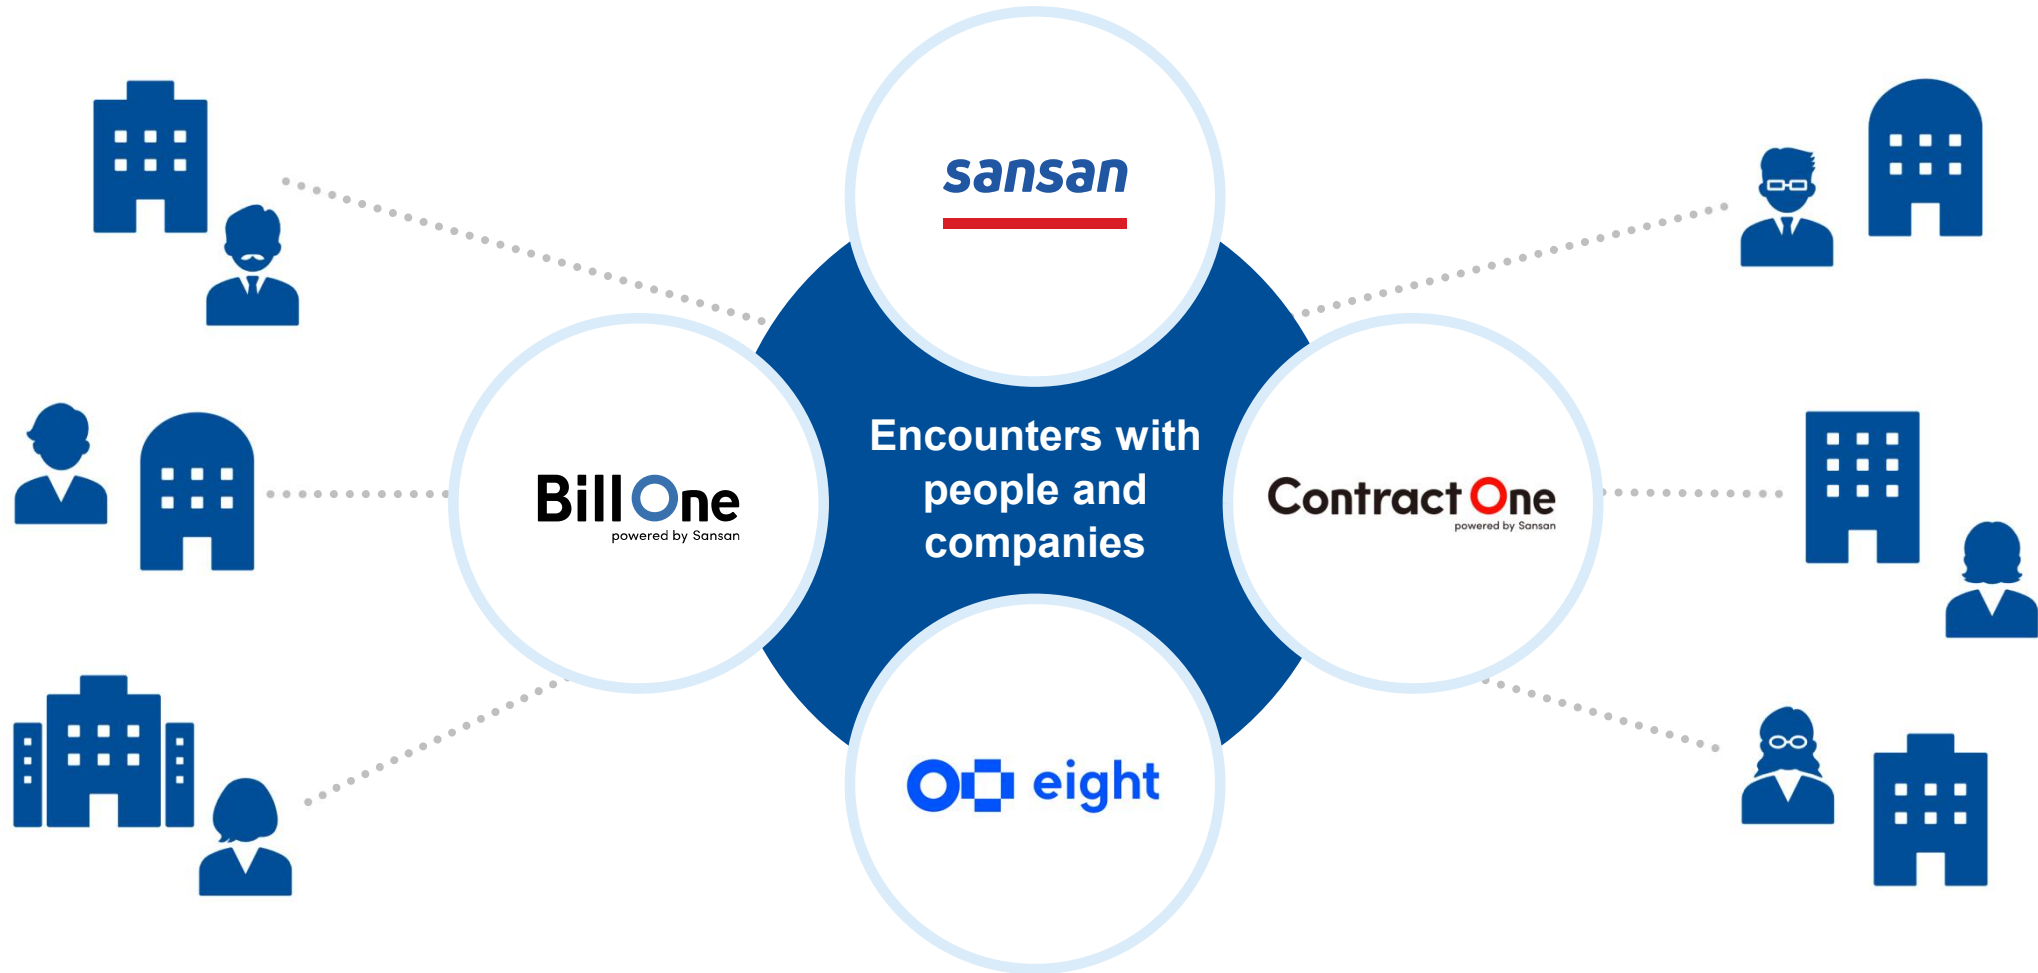 sansan
Encounters with
people and
companies
Bill One
powered by Sansan
Contract One
powered by Sansan
eight